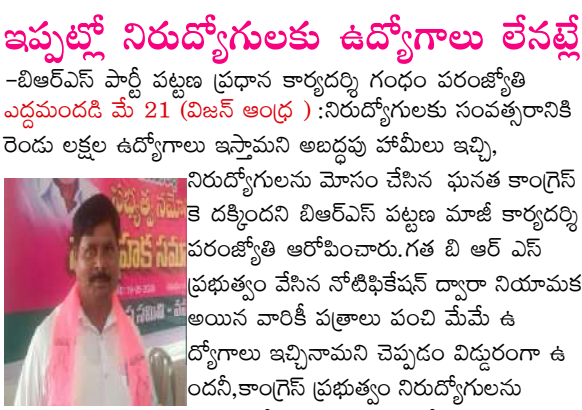 ఇప్పట్లో నిరుద్యోగులకు ఉద్యోగాలు లేనట్లే
-బిఆర్ఎస్ పార్టీ పట్టణ ప్రధాన కార్యదర్శి గంధం పరంజ్యోతి
ఎద్దమందడి మే 21 (విజన్ ఆంధ్ర ) :నిరుద్యోగులకు సంవత్సరానికి
రెండు లక్షల ఉద్యోగాలు ఇస్తామని అబద్ధపు హామీలు ఇచ్చి,
నిరుద్యోగులను మోసం చేసిన ఘనత కాంగ్రెస్
కె దక్కిందని బిఆర్ఎస్ పట్టణ మాజీ కార్యదర్శి
పరంజ్యోతి ఆరోపించారు.గత బి ఆర్ ఎస్
ప్రభుత్వం వేసిన నోటిఫికేషన్ ద్వారా నియామక
అయిన వారికీ పత్రాలు పంచి మేమే ఉ
ద్యోగాలు ఇచ్చినామని చెప్పడం విడ్డురంగా ఉ
ందనీ,కాంగ్రెస్ ప్రభుత్వం నిరుద్యోగులను